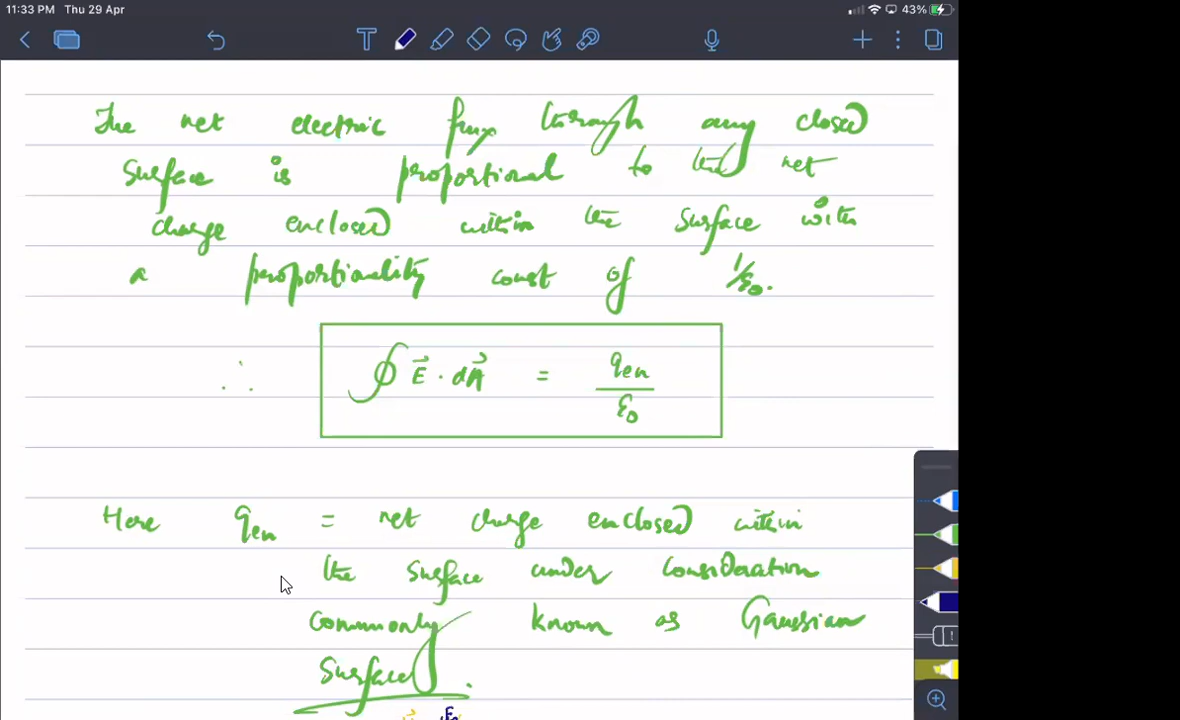 11:33 PM Thu 29 Apr 43%
The net electric flux through any closed
surface is proportional to the net
charge enclosed within the surface with
a proportionality const of 1/ε₀.
∴ ∮ E⃗ · dA⃗ = qen / ε₀
Here qen = net charge enclosed within
the surface under consideration
commonly known as Gaussian
surface.